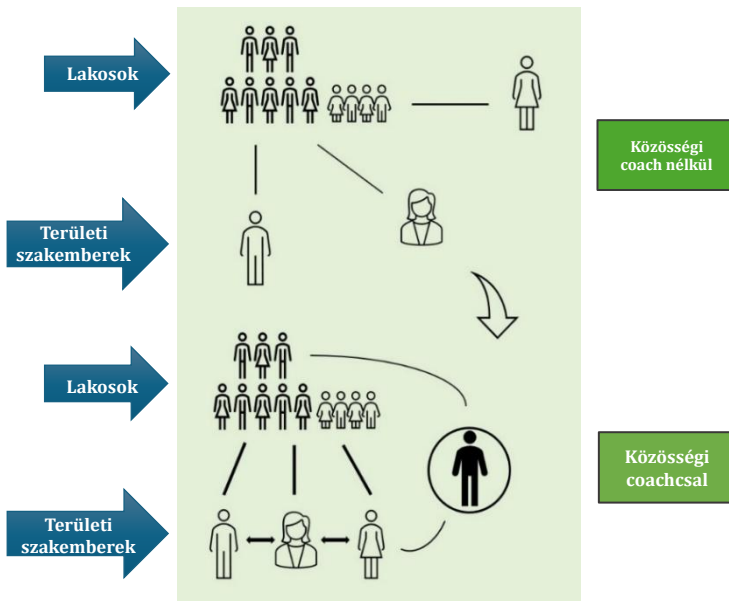 Lakosok
Közösségi
coach nélkül
Területi
szakemberek
Lakosok
Közösségi
coachcsal
Területi
szakemberek